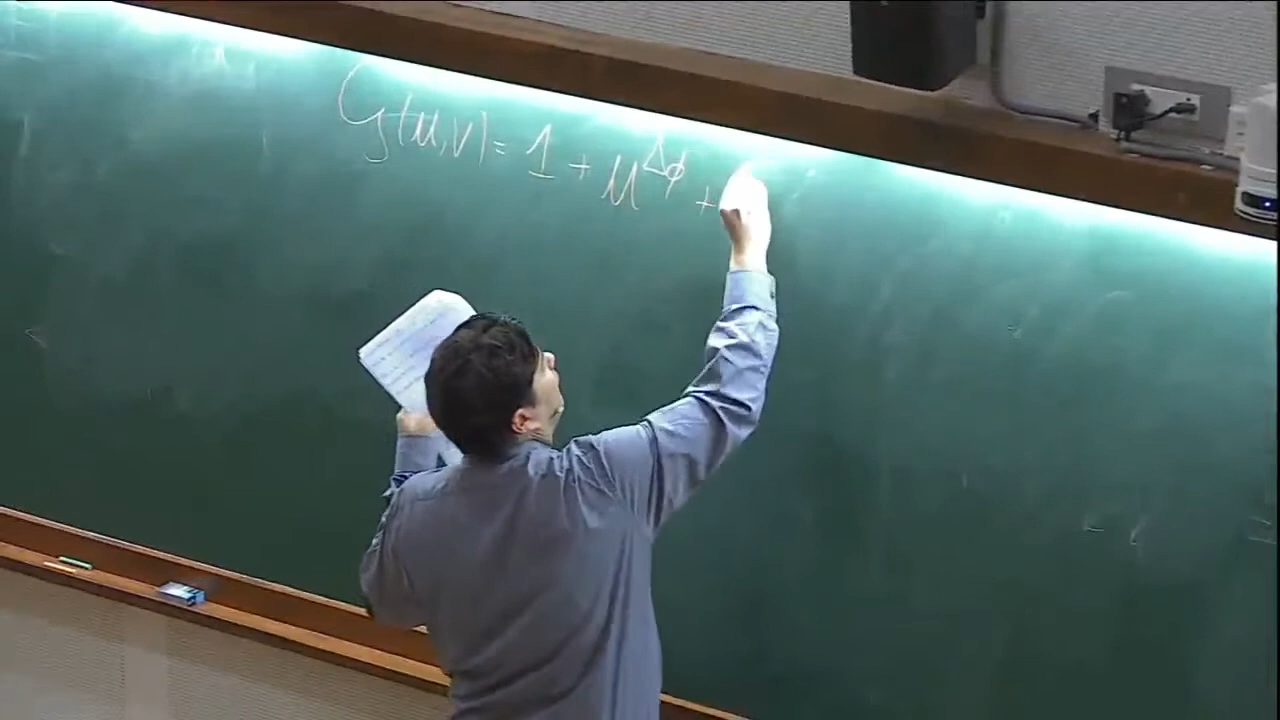 G(u,v) = 1 + u^{Δϕ} +